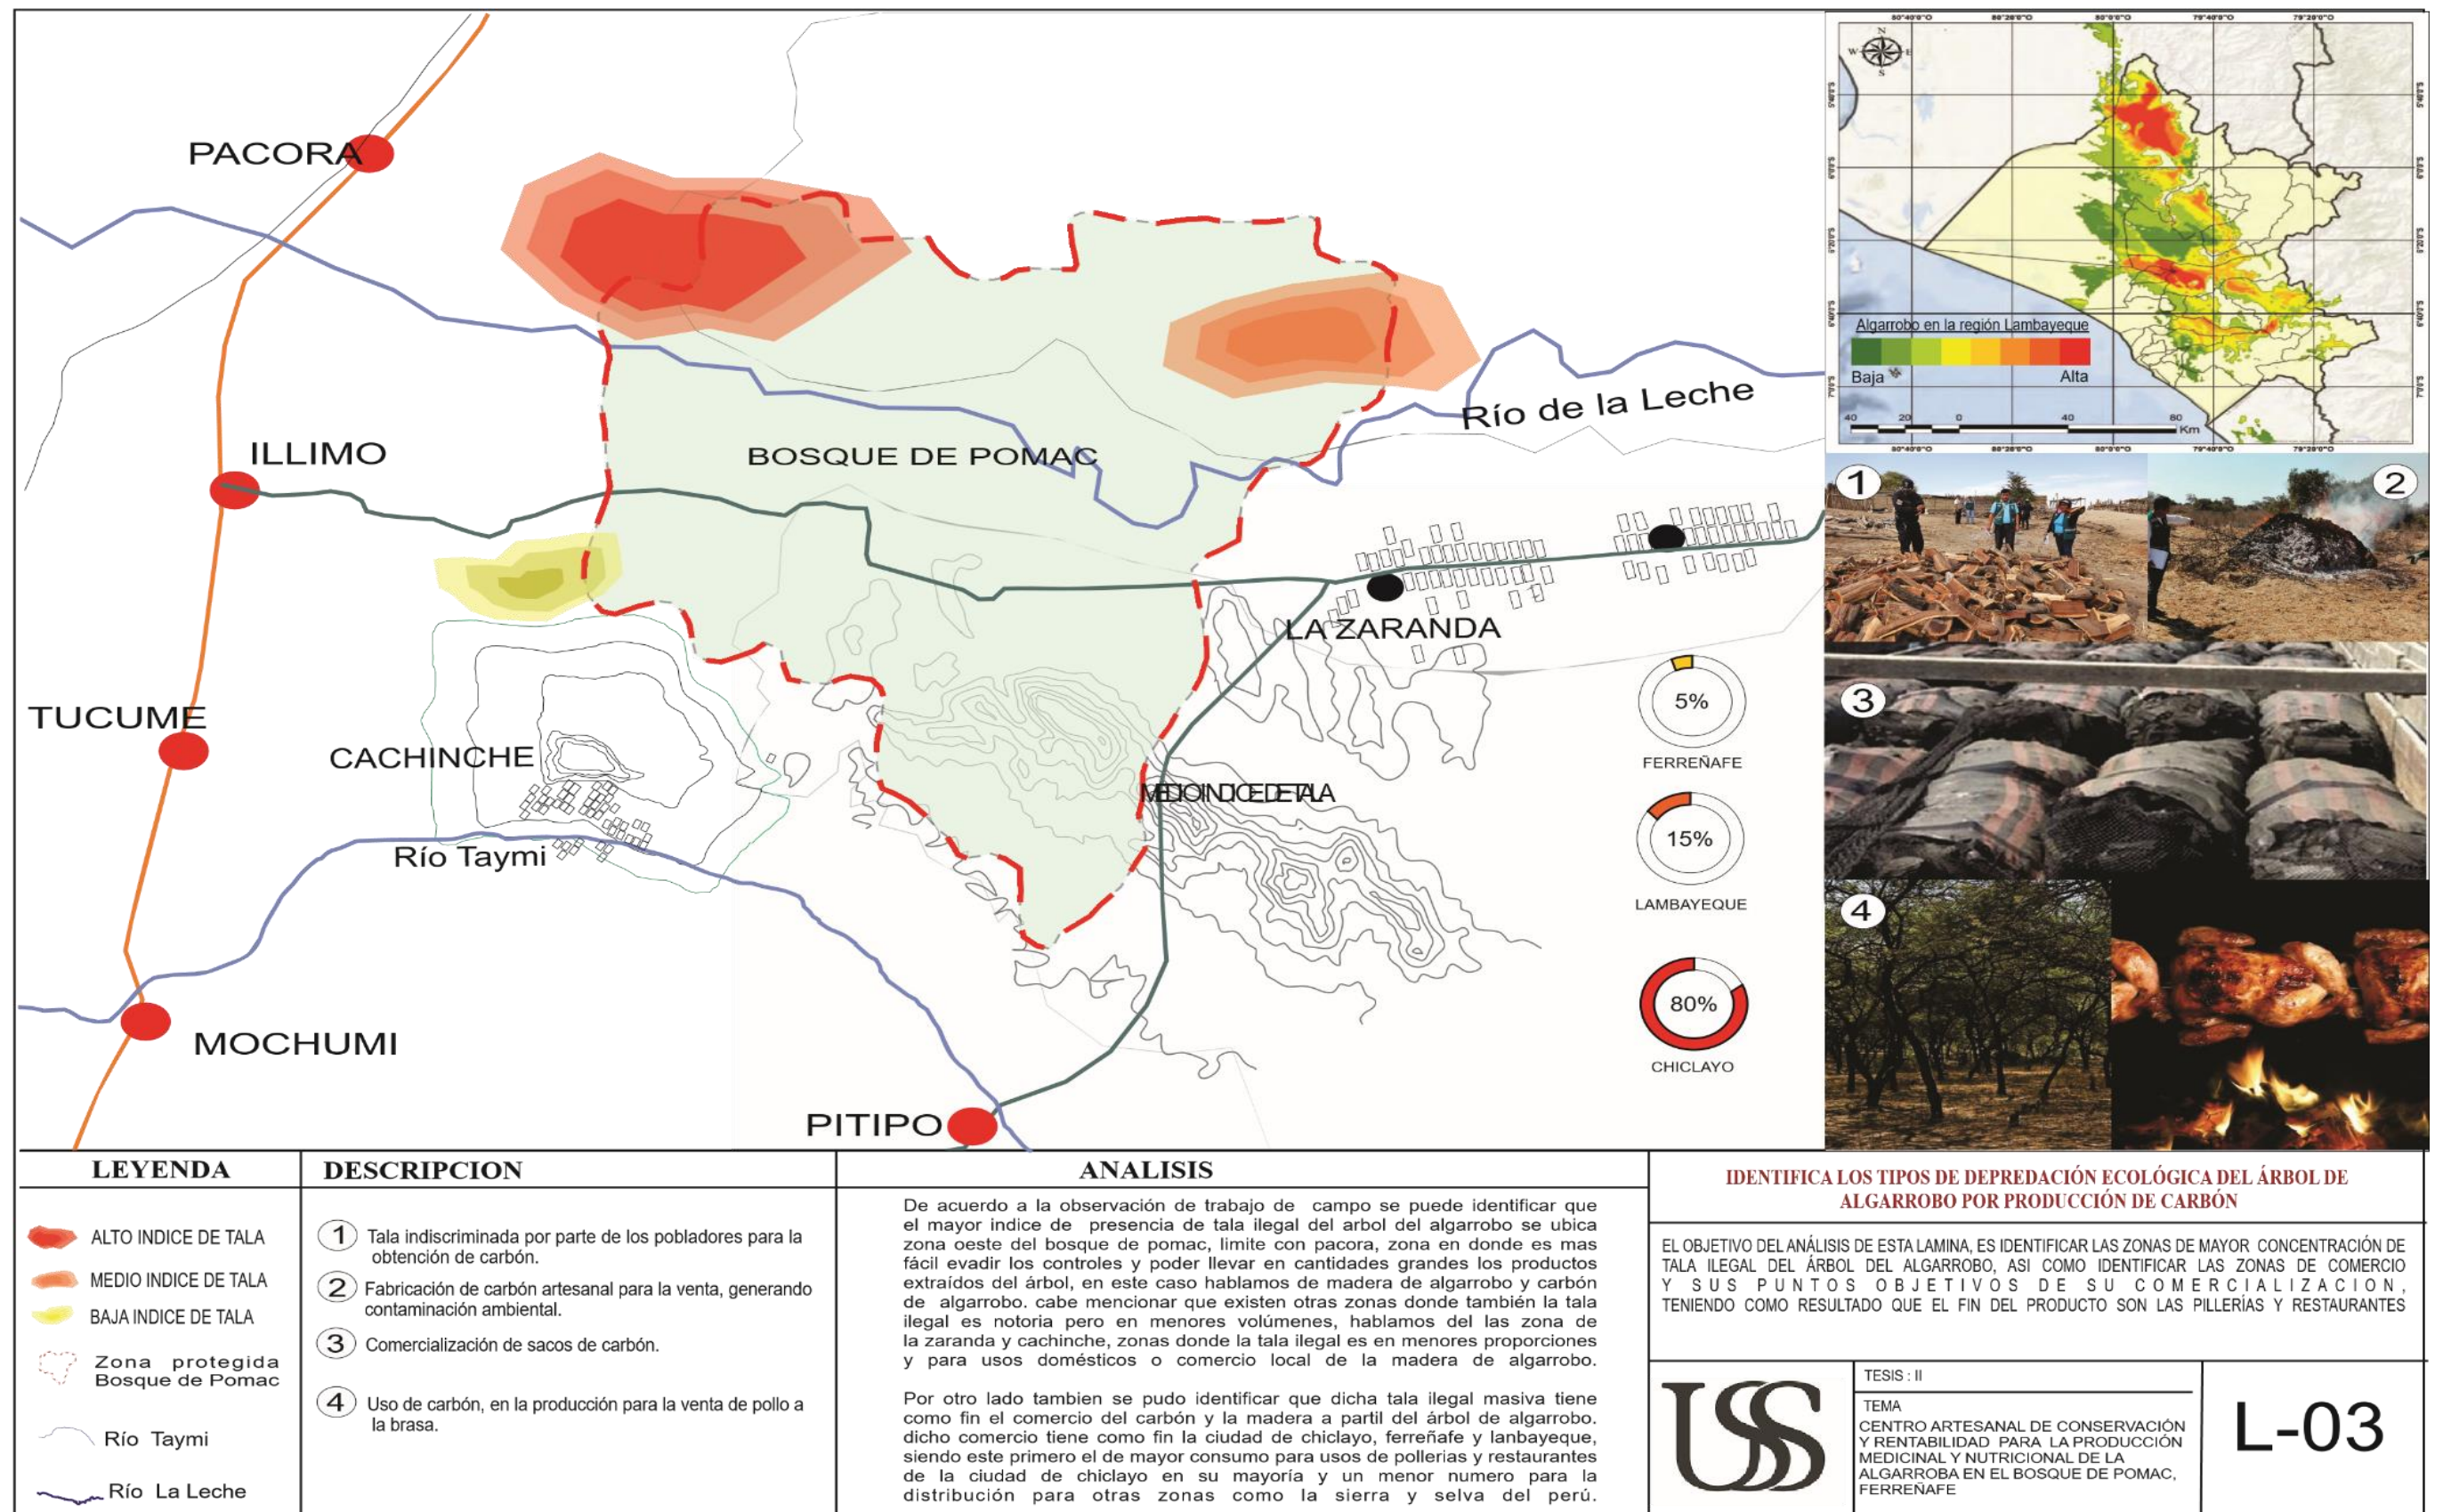 PACORA
ILLIMO
TUCUME
CACHINCHE
Río Taymi
MOCHUMI
PITIPO
BOSQUE DE POMAC
Río de la Leche
LA ZARANDA
5%
FERREÑAFE
15%
LAMBAYEQUE
80%
CHICLAYO
N
W
E
S
Algarrobo en la región Lambayeque
Baja
Alta
40 20 0 40 80
Km
1
2
3
4
LEYENDA
ALTO INDICE DE TALA
MEDIO INDICE DE TALA
BAJA INDICE DE TALA
Zona protegida
Bosque de Pomac
Río Taymi
Río La Leche
DESCRIPCION
1 Tala indiscriminada por parte de los pobladores para la
obtención de carbón.
2 Fabricación de carbón artesanal para la venta, generando
contaminación ambiental.
3 Comercialización de sacos de carbón.
4 Uso de carbón, en la producción para la venta de pollo a
la brasa.
ANALISIS
De acuerdo a la observación de trabajo de campo se puede identificar que
el mayor indice de presencia de tala ilegal del arbol del algarrobo se ubica
zona oeste del bosque de pomac, limite con pacora, zona en donde es mas
fácil evadir los controles y poder llevar en cantidades grandes los productos
extraídos del árbol, en este caso hablamos de madera de algarrobo y carbón
de algarrobo. cabe mencionar que existen otras zonas donde también la tala
ilegal es notoria pero en menores volúmenes, hablamos del las zona de
la zaranda y cachinche, zonas donde la tala ilegal es en menores proporciones
y para usos domésticos o comercio local de la madera de algarrobo.
Por otro lado tambien se pudo identificar que dicha tala ilegal masiva tiene
como fin el comercio del carbón y la madera a partil del árbol de algarrobo.
dicho comercio tiene como fin la ciudad de chiclayo, ferreñafe y lanbayeque,
siendo este primero el de mayor consumo para usos de pollerias y restaurantes
de la ciudad de chiclayo en su mayoría y un menor numero para la
distribución para otras zonas como la sierra y selva del perú.
IDENTIFICA LOS TIPOS DE DEPREDACIÓN ECOLÓGICA DEL ÁRBOL DE
ALGARROBO POR PRODUCCIÓN DE CARBÓN
EL OBJETIVO DEL ANÁLISIS DE ESTA LAMINA, ES IDENTIFICAR LAS ZONAS DE MAYOR CONCENTRACIÓN DE
TALA ILEGAL DEL ÁRBOL DEL ALGARROBO, ASI COMO IDENTIFICAR LAS ZONAS DE COMERCIO
Y SUS PUNTOS OBJETIVOS DE SU COMERCIALIZACION,
TENIENDO COMO RESULTADO QUE EL FIN DEL PRODUCTO SON LAS PILLERÍAS Y RESTAURANTES
USS
TESIS : II
TEMA
CENTRO ARTESANAL DE CONSERVACIÓN
Y RENTABILIDAD PARA LA PRODUCCIÓN
MEDICINAL Y NUTRICIONAL DE LA
ALGARROBA EN EL BOSQUE DE POMAC,
FERREÑAFE
L-03